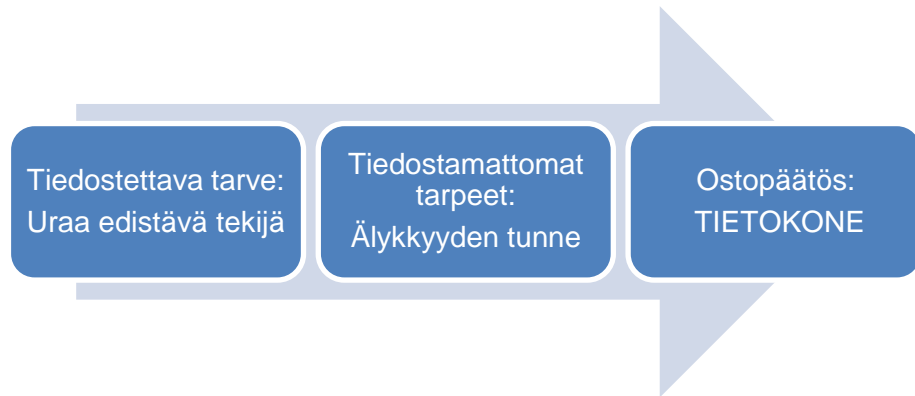 Tiedostettava tarve:
Uraa edistävä tekijä
Tiedostamattomat
tarpeet:
Älykkyyden tunne
Ostopäätös:
TIETOKONE